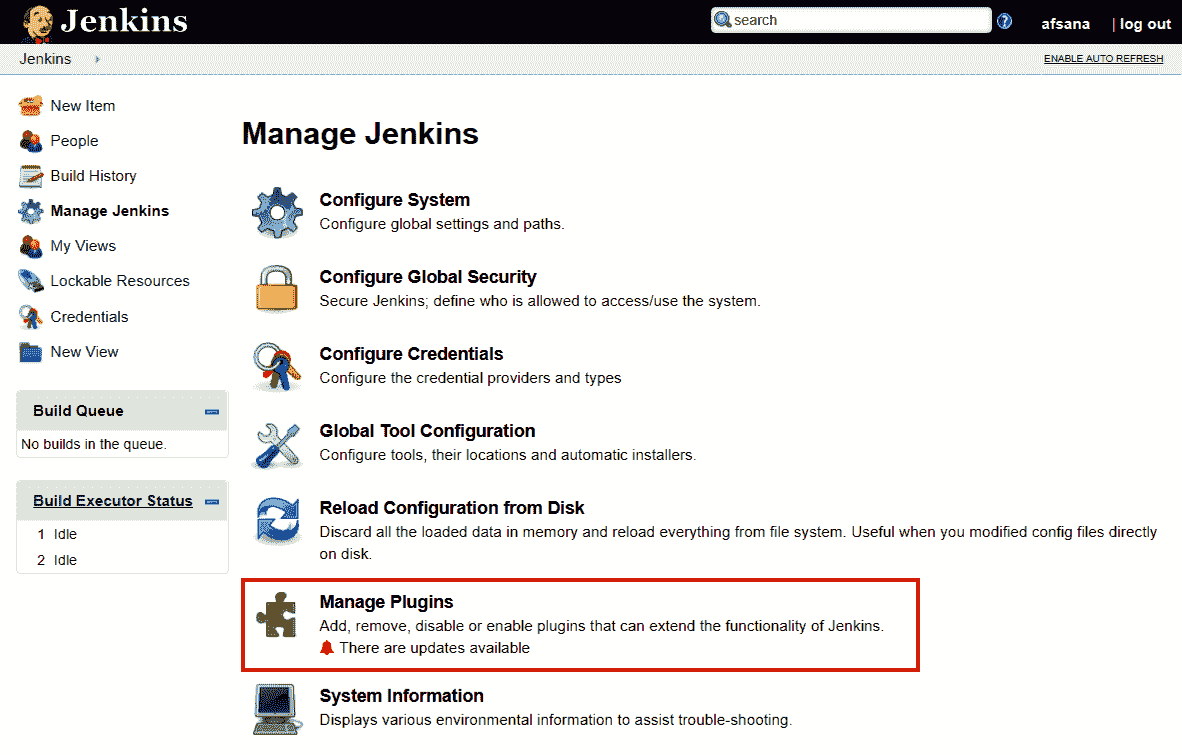 Jenkins
search
afsana
| log out
Jenkins
ENABLE AUTO REFRESH
New Item
People
Build History
Manage Jenkins
My Views
Lockable Resources
Credentials
New View
Build Queue
No builds in the queue.
Build Executor Status
1 Idle
2 Idle
Manage Jenkins
Configure System
Configure global settings and paths.
Configure Global Security
Secure Jenkins; define who is allowed to access/use the system.
Configure Credentials
Configure the credential providers and types
Global Tool Configuration
Configure tools, their locations and automatic installers.
Reload Configuration from Disk
Discard all the loaded data in memory and reload everything from file system. Useful when you modified config files directly
on disk.
Manage Plugins
Add, remove, disable or enable plugins that can extend the functionality of Jenkins.
There are updates available
System Information
Displays various environmental information to assist trouble-shooting.